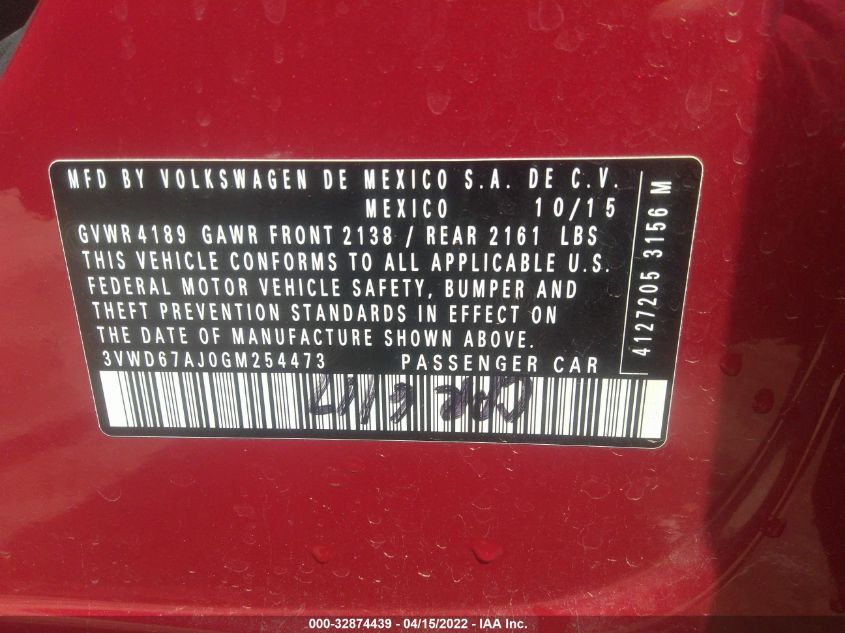 MFD BY VOLKSWAGEN DE MEXICO S.A. DE C.V.
MEXICO 10/15
GVWR 4189 GAWR FRONT 2138 / REAR 2161 LBS
THIS VEHICLE CONFORMS TO ALL APPLICABLE U.S.
FEDERAL MOTOR VEHICLE SAFETY, BUMPER AND
THEFT PREVENTION STANDARDS IN EFFECT ON
THE DATE OF MANUFACTURE SHOWN ABOVE.
3VWD67AJ0GM254473 PASSENGER CAR
4127205 3156 M
000-32874439 - 04/15/2022 - IAA Inc.